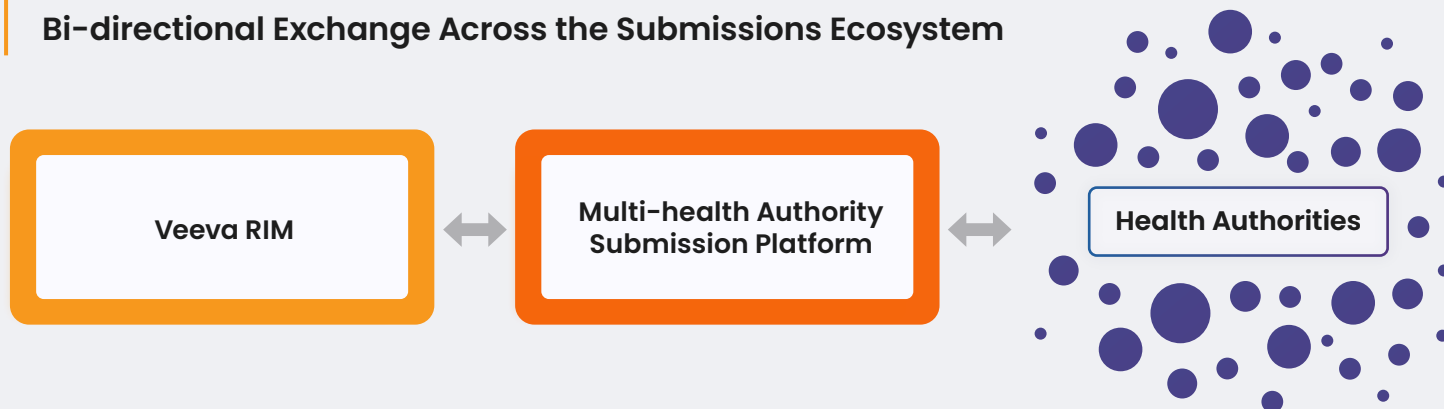 Bi-directional Exchange Across the Submissions Ecosystem
Veeva RIM
Multi-health Authority
Submission Platform
Health Authorities